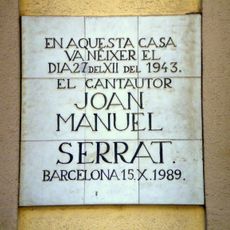 EN AQUESTA CASA
VA NÉIXER EL
DIA 27 del XII del 1943.
EL CANTAUTOR
JOAN
MANUEL
SERRAT.
BARCELONA 15.X.1989.